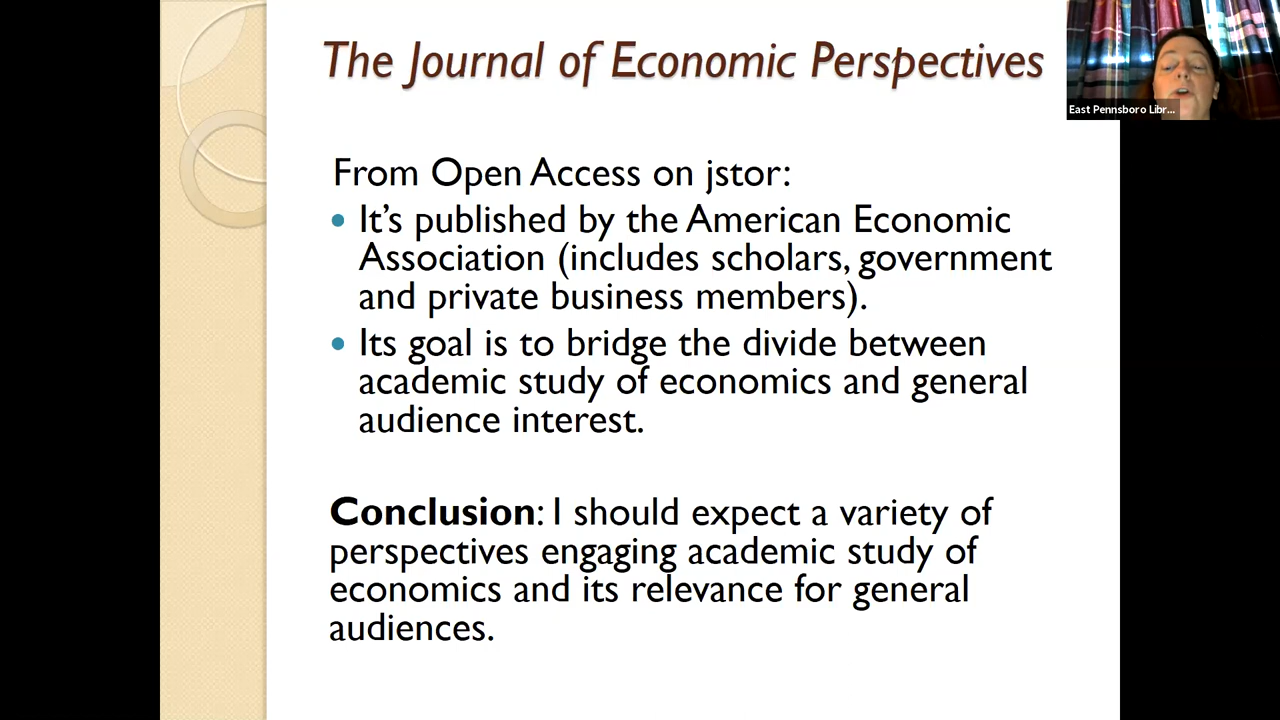 The Journal of Economic Perspectives
East Pennsboro Libr...
From Open Access on jstor:
• It’s published by the American Economic
Association (includes scholars, government
and private business members).
• Its goal is to bridge the divide between
academic study of economics and general
audience interest.
Conclusion: I should expect a variety of
perspectives engaging academic study of
economics and its relevance for general
audiences.